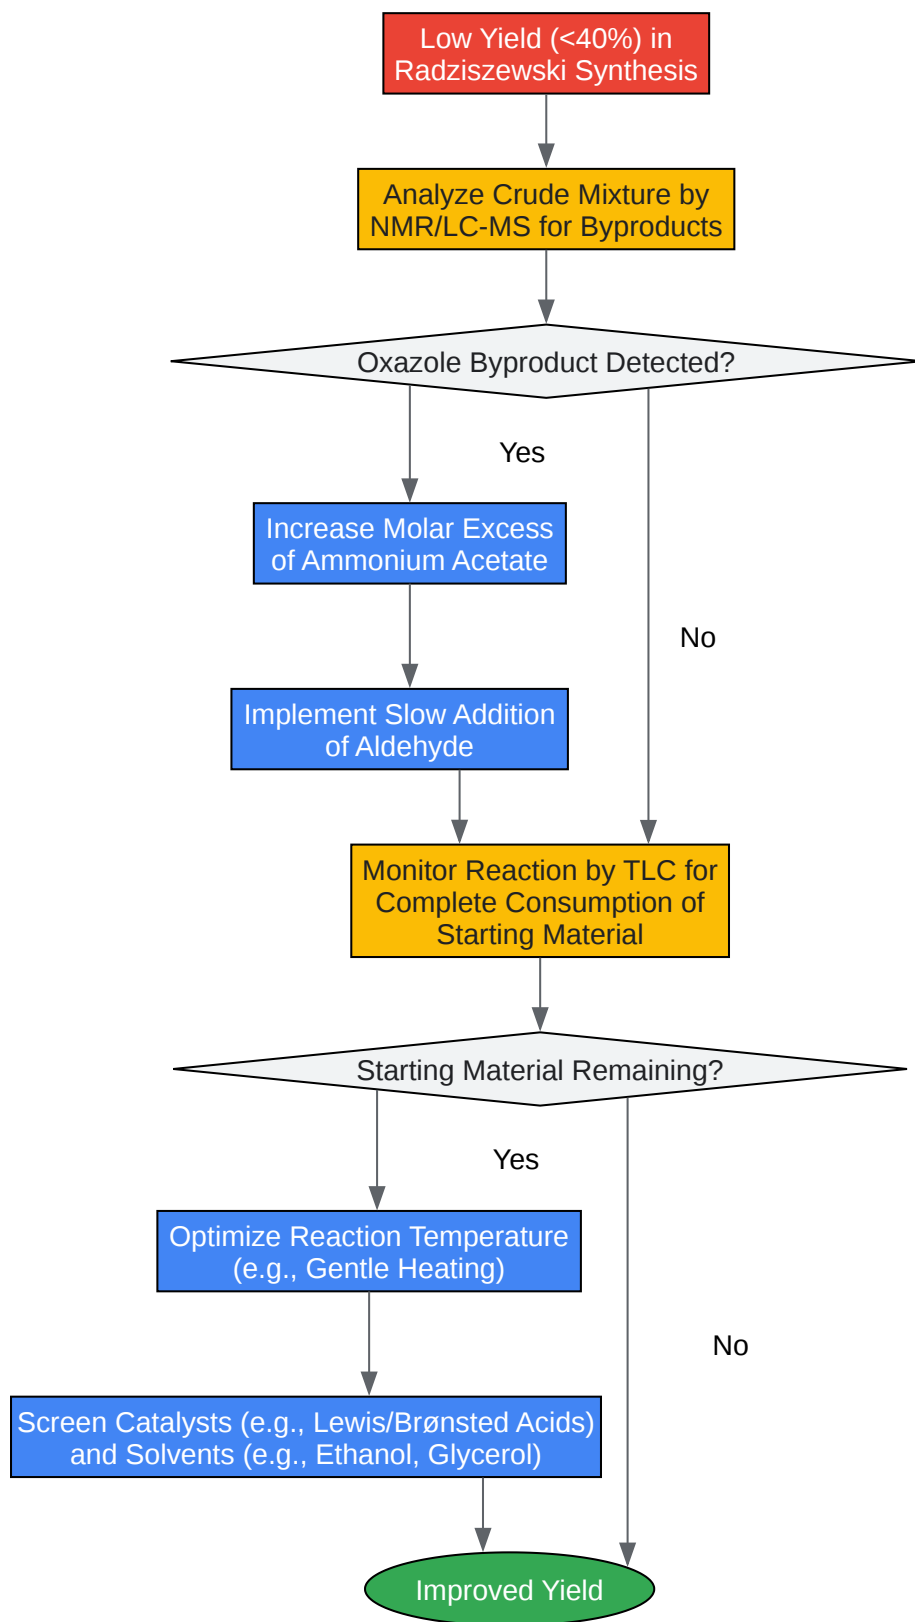 Low Yield (<40%) in
Radziszewski Synthesis
Analyze Crude Mixture by
NMR/LC-MS for Byproducts
Oxazole Byproduct Detected?
Yes
Increase Molar Excess
of Ammonium Acetate
No
Implement Slow Addition
of Aldehyde
Monitor Reaction by TLC for
Complete Consumption of
Starting Material
Starting Material Remaining?
Yes
Optimize Reaction Temperature
(e.g., Gentle Heating)
No
Screen Catalysts (e.g., Lewis/Brønsted Acids)
and Solvents (e.g., Ethanol, Glycerol)
Improved Yield